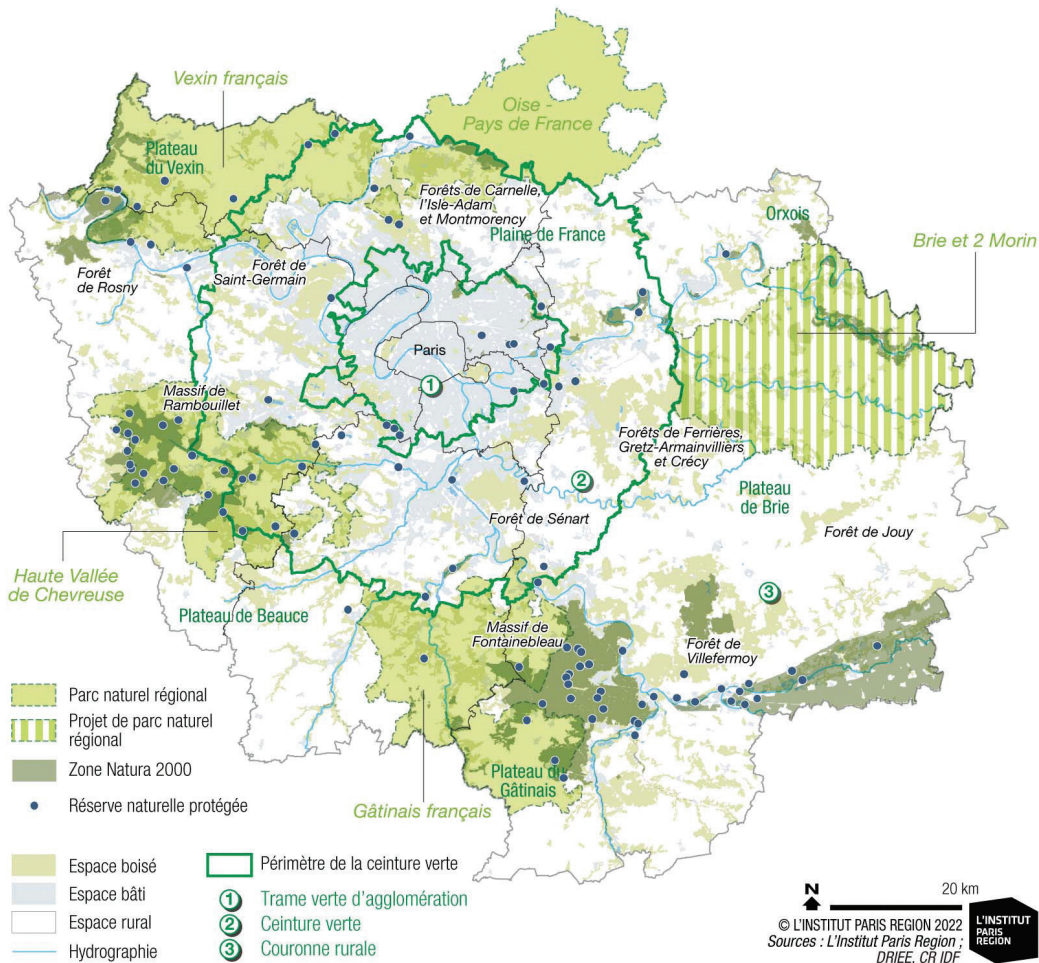 Vexin français
Oise -
Pays de France
Plateau
du Vexin
Forêts de Carnelle,
l'Isle-Adam
et Montmorency
Orxois
Plaine de France
Brie et 2 Morin
Forêt
de Rosny
Forêt de
Saint-Germain
Paris
1
Massif de
Rambouillet
Forêts de Ferrières,
Gretz-Armainvilliers
et Crécy
2
Plateau
de Brie
Forêt de Sénart
Forêt de Jouy
Haute Vallée
de Chevreuse
3
Plateau de Beauce
Massif de
Fontainebleau
Forêt de
Villefermoy
Plateau du
Gâtinais
Gâtinais français
Parc naturel régional
Projet de parc naturel
régional
Zone Natura 2000
Réserve naturelle protégée
Espace boisé
Espace bâti
Espace rural
Hydrographie
Périmètre de la ceinture verte
1 Trame verte d'agglomération
2 Ceinture verte
3 Couronne rurale
N
20 km
© L'INSTITUT PARIS REGION 2022
Sources : L'Institut Paris Region ;
DRIEE, CR IDF
L'INSTITUT
PARIS
REGION